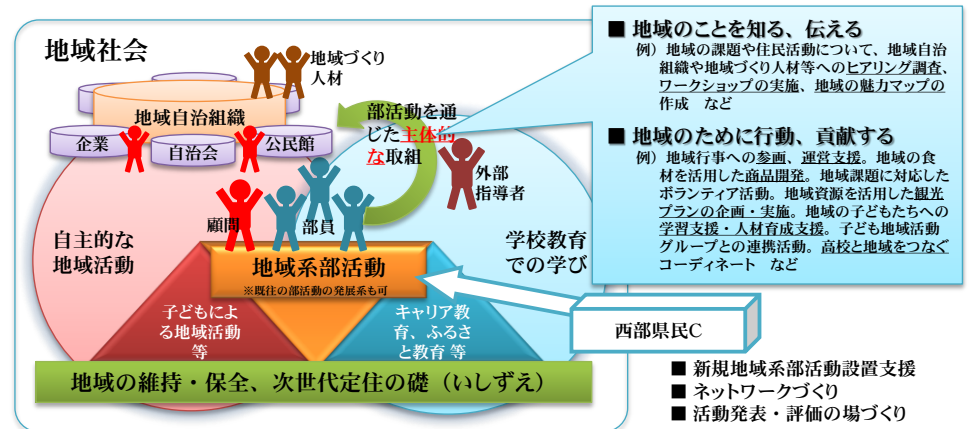 地域社会
地域づくり
人材
地域自治組織
企業
自治会
公民館
部活動を通
じた主体的
な取組
外部
指導者
顧問
部員
自主的な
地域活動
学校教育
での学び
地域系部活動
※既往の部活動の発展系も可
子どもによ
る地域活動
等
キャリア教
育、ふるさ
と教育 等
地域の維持・保全、次世代定住の礎（いしずえ）
■ 地域のことを知る、伝える
例）地域の課題や住民活動について、地域自治
組織や地域づくり人材等へのヒアリング調査、
ワークショップの実施、地域の魅力マップの
作成　など
■ 地域のために行動、貢献する
例）地域行事への参画、運営支援。地域の食
材を活用した商品開発。地域課題に対応した
ボランティア活動。地域資源を活用した観光
プランの企画・実施。地域の子どもたちへの
学習支援・人材育成支援。子ども地域活動
グループとの連携活動。高校と地域をつなぐ
コーディネート　など
西部県民C
■ 新規地域系部活動設置支援
■ ネットワークづくり
■ 活動発表・評価の場づくり